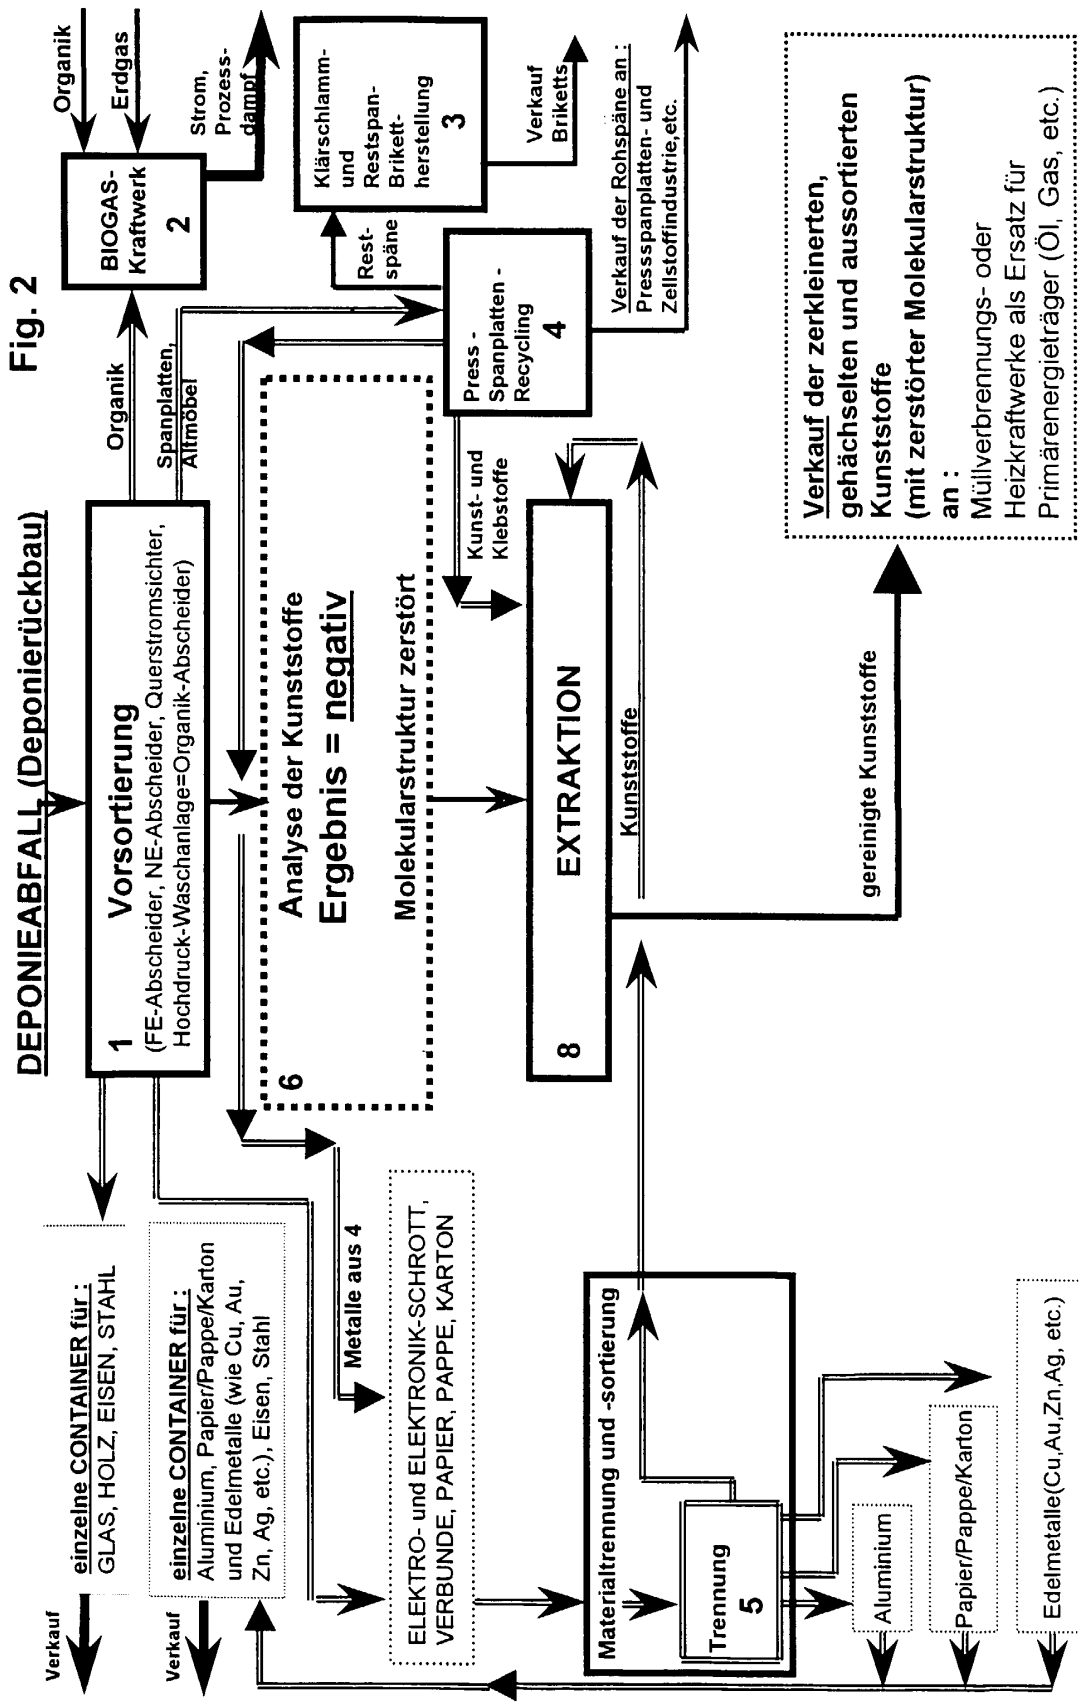 Fig. 2
DEPONIEABFALL (Deponierückbau)
1
Vorsortierung
(FE-Abscheider, NE-Abscheider, Querstromsichter,
Hochdruck-Waschanlage=Organik-Abscheider)
Organik
Spanplatten,
Altmöbel
BIOGAS-
Kraftwerk
2
Organik
Erdgas
Strom,
Prozess-
dampf
Klärschlamm-
und
Restspan-
Brikett-
herstellung
3
Verkauf
Briketts
Rest-
späne
Press -
Spanplatten -
Recycling
4
Verkauf der Rohspäne an :
Pressspanplatten- und
Zellstoffindustrie,etc.
Kunst- und
Klebstoffe
6
Analyse der Kunststoffe
Ergebnis = negativ
Molekularstruktur zerstört
8
EXTRAKTION
Kunststoffe
gereinigte Kunststoffe
Verkauf der zerkleinerten,
gehächselten und aussortierten
Kunststoffe
(mit zerstörter Molekularstruktur)
an :
Müllverbrennungs- oder
Heizkraftwerke als Ersatz für
Primärenergieträger (Öl, Gas, etc.)
Verkauf
einzelne CONTAINER für :
GLAS, HOLZ, EISEN, STAHL
Verkauf
einzelne CONTAINER für :
Aluminium, Papier/Pappe/Karton
und Edelmetalle (wie Cu, Au,
Zn, Ag, etc.), Eisen, Stahl
Metalle aus 4
ELEKTRO- und ELEKTRONIK-SCHROTT,
VERBUNDE, PAPIER, PAPPE, KARTON
Materialtrennung und -sortierung
Trennung
5
Aluminium
Papier/Pappe/Karton
Edelmetalle(Cu,Au,Zn,Ag, etc.)